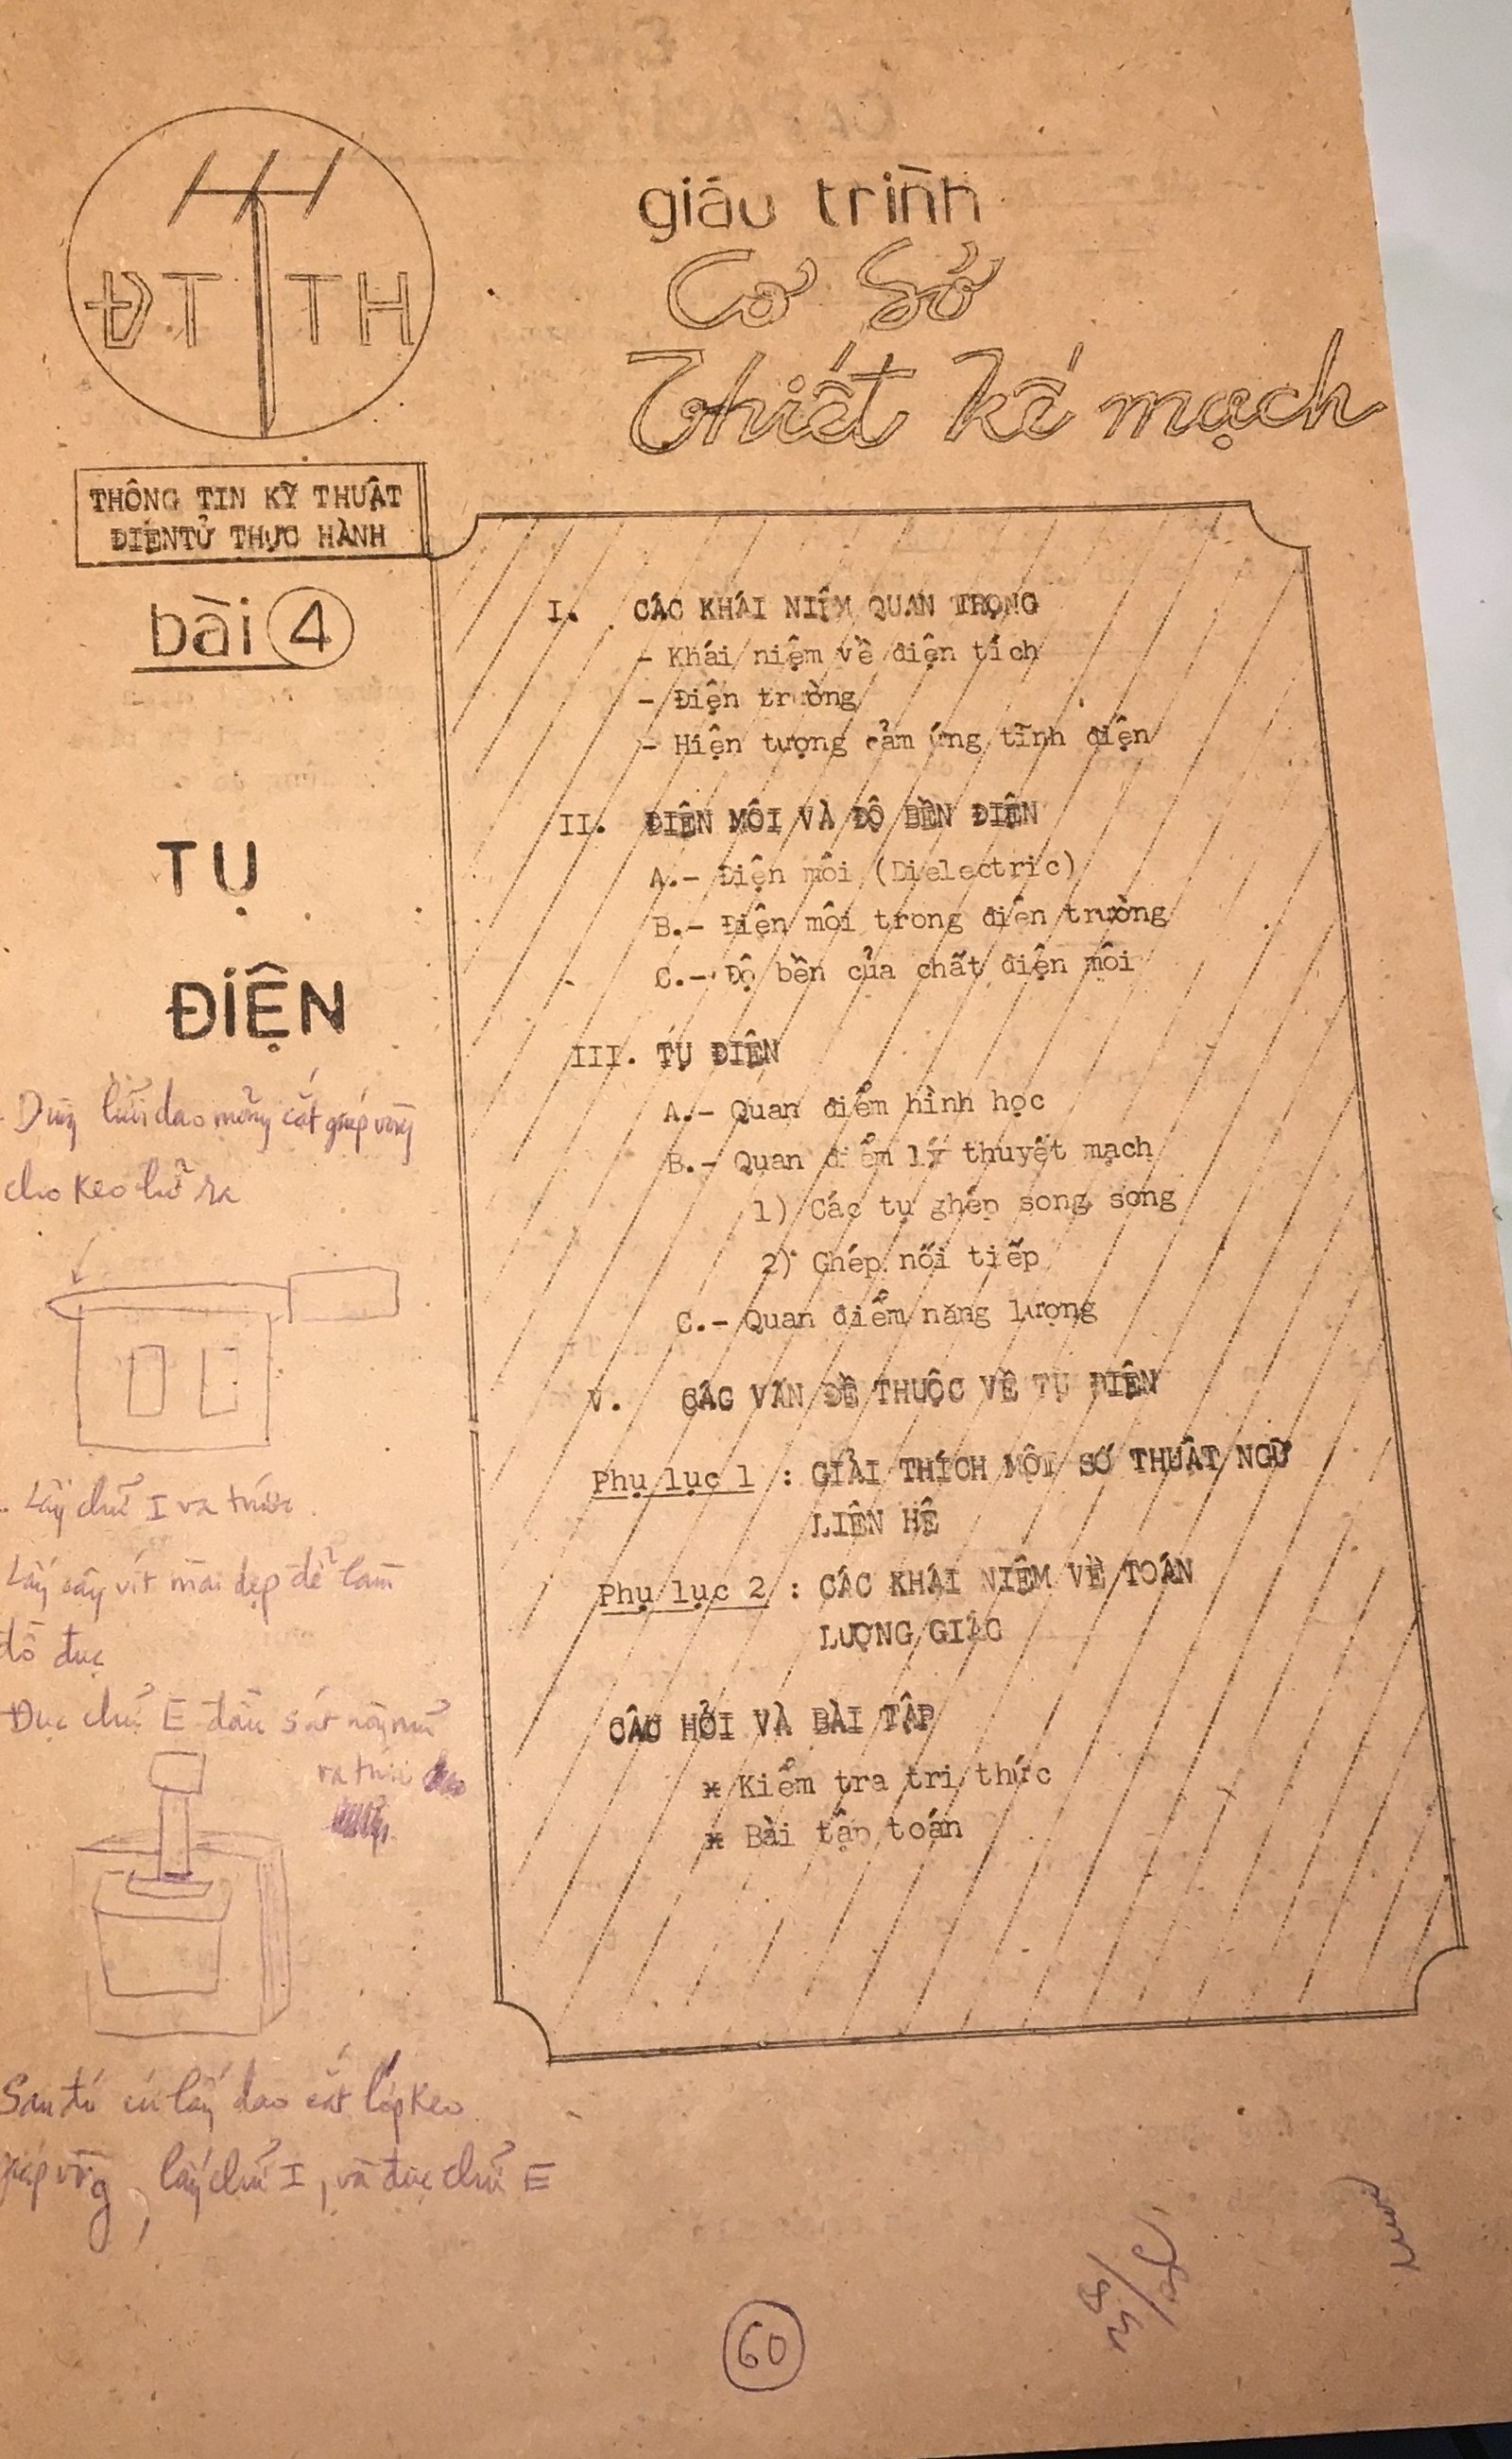 ĐT TH
giáo trình
Cơ Sở
Thiết kế mạch
THÔNG TIN KỸ THUẬT
ĐIỆNTỬ THỰC HÀNH
bài 4
TỤ
ĐIỆN
I. CÁC KHÁI NIỆM QUAN TRỌNG
- Khái niệm về điện tích
- Điện trường
- Hiện tượng cảm ứng tĩnh điện
II. ĐIỆN MÔI VÀ ĐỘ BỀN ĐIỆN
A.- Điện môi (Dielectric)
B.- Điện môi trong điện trường
C.- Độ bền của chất điện môi
III. TỤ ĐIỆN
A.- Quan điểm hình học
B.- Quan điểm lý thuyết mạch
1) Các tụ ghép song song
2) Ghép nối tiếp
C.- Quan điểm năng lượng
V. CÁC VẤN ĐỀ THUỘC VỀ TỤ ĐIỆN
Phụ lục 1 : GIẢI THÍCH MỘT SỐ THUẬT NGỮ
LIÊN HỆ
Phụ lục 2 : CÁC KHÁI NIỆM VỀ TOÁN
LƯỢNG GIÁC
CÂU HỎI VÀ BÀI TẬP
* Kiểm tra tri thức
* Bài tập toán
- Dùng lưỡi dao mỏng cắt giáp vòng
cho keo hở ra
- Lấy chữ I ra trước.
Lấy cây vít mài dẹp để làm
đồ đục
Đục chữ E đầu sát
ra
Sau đó cứ lấy dao cắt lớp keo
giáp vòng, lấy chữ I, và đục chữ E
60